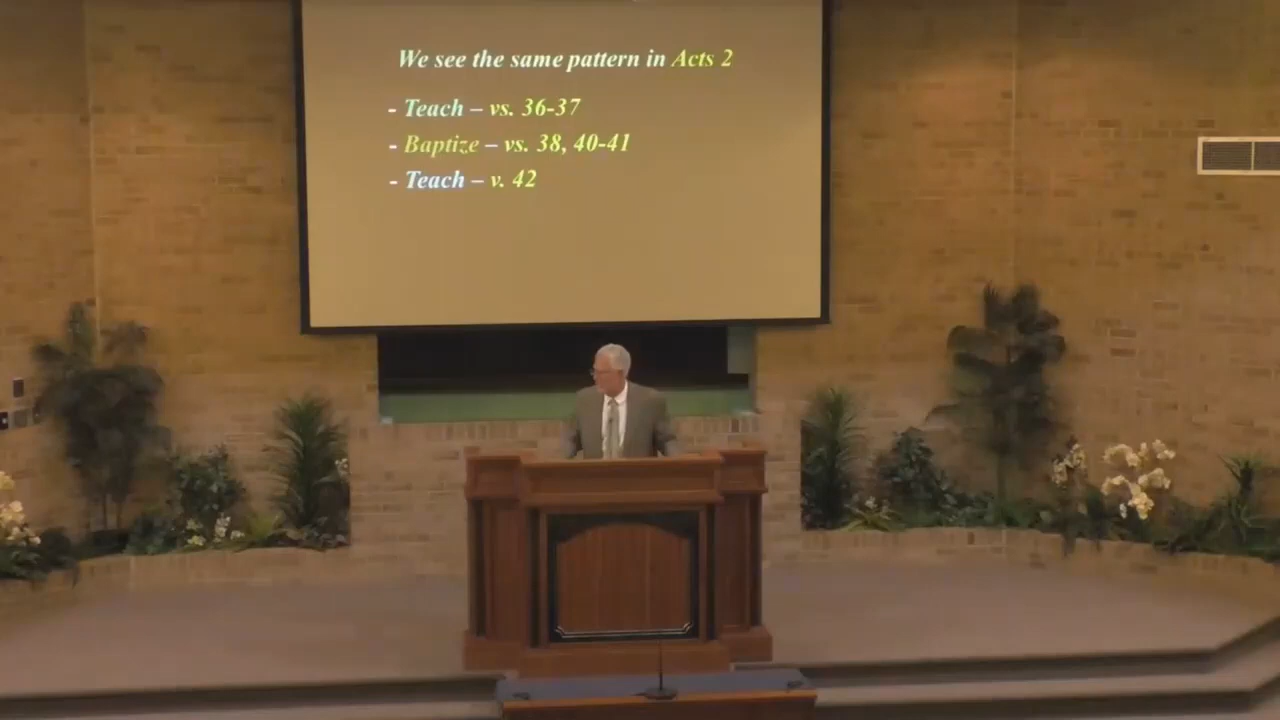 We see the same pattern in Acts 2
- Teach – vs. 36-37
- Baptize – vs. 38, 40-41
- Teach – v. 42